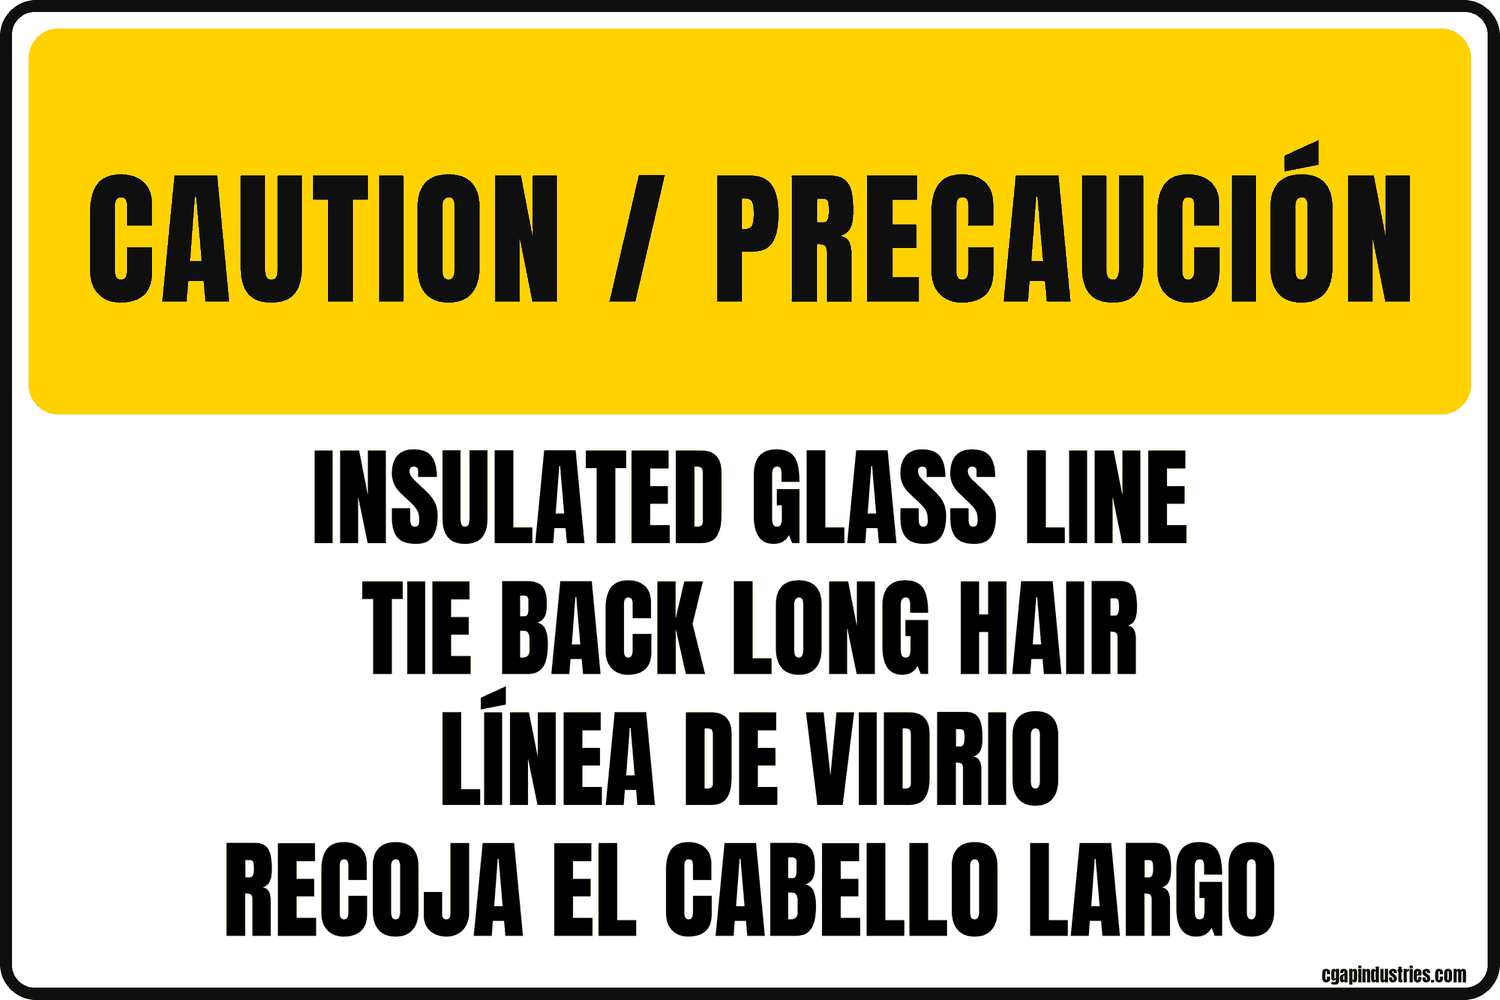 CAUTION / PRECAUCIÓN
INSULATED GLASS LINE
TIE BACK LONG HAIR
LÍNEA DE VIDRIO
RECOJA EL CABELLO LARGO
cgapindustries.com